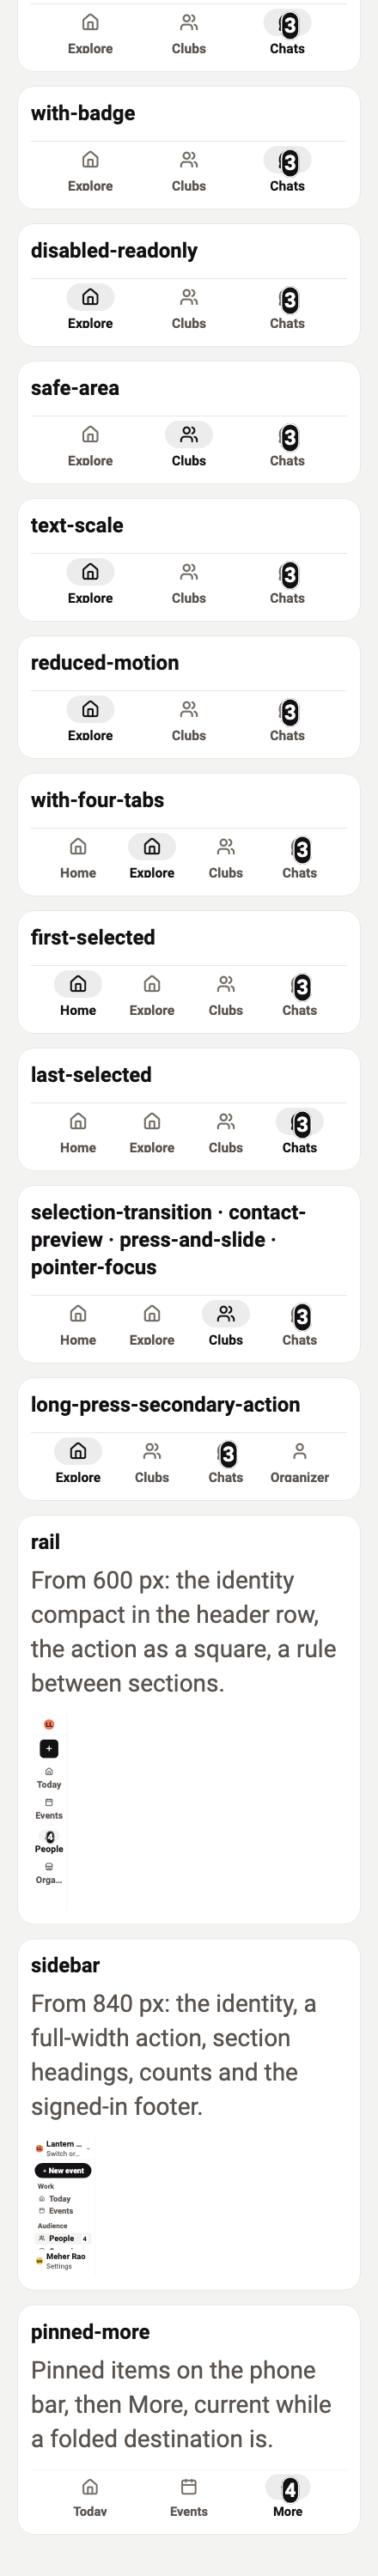 3
Explore Clubs Chats
with-badge
3
Explore Clubs Chats
disabled-readonly
3
Explore Clubs Chats
safe-area
3
Explore Clubs Chats
text-scale
3
Explore Clubs Chats
reduced-motion
3
Explore Clubs Chats
with-four-tabs
3
Home Explore Clubs Chats
first-selected
3
Home Explore Clubs Chats
last-selected
3
Home Explore Clubs Chats
selection-transition · contact-
preview · press-and-slide ·
pointer-focus
3
Home Explore Clubs Chats
long-press-secondary-action
3
Explore Clubs Chats Organizer
rail
From 600 px: the identity
compact in the header row,
the action as a square, a rule
between sections.
LL
+
Today
Events
4
People
Orga...
sidebar
From 840 px: the identity, a
full-width action, section
headings, counts and the
signed-in footer.
LL Lantern ...
Switch or...
+ New event
Work
Today
Events
Audience
People 4
Meher Rao
Settings
pinned-more
Pinned items on the phone
bar, then More, current while
a folded destination is.
4
Today Events More